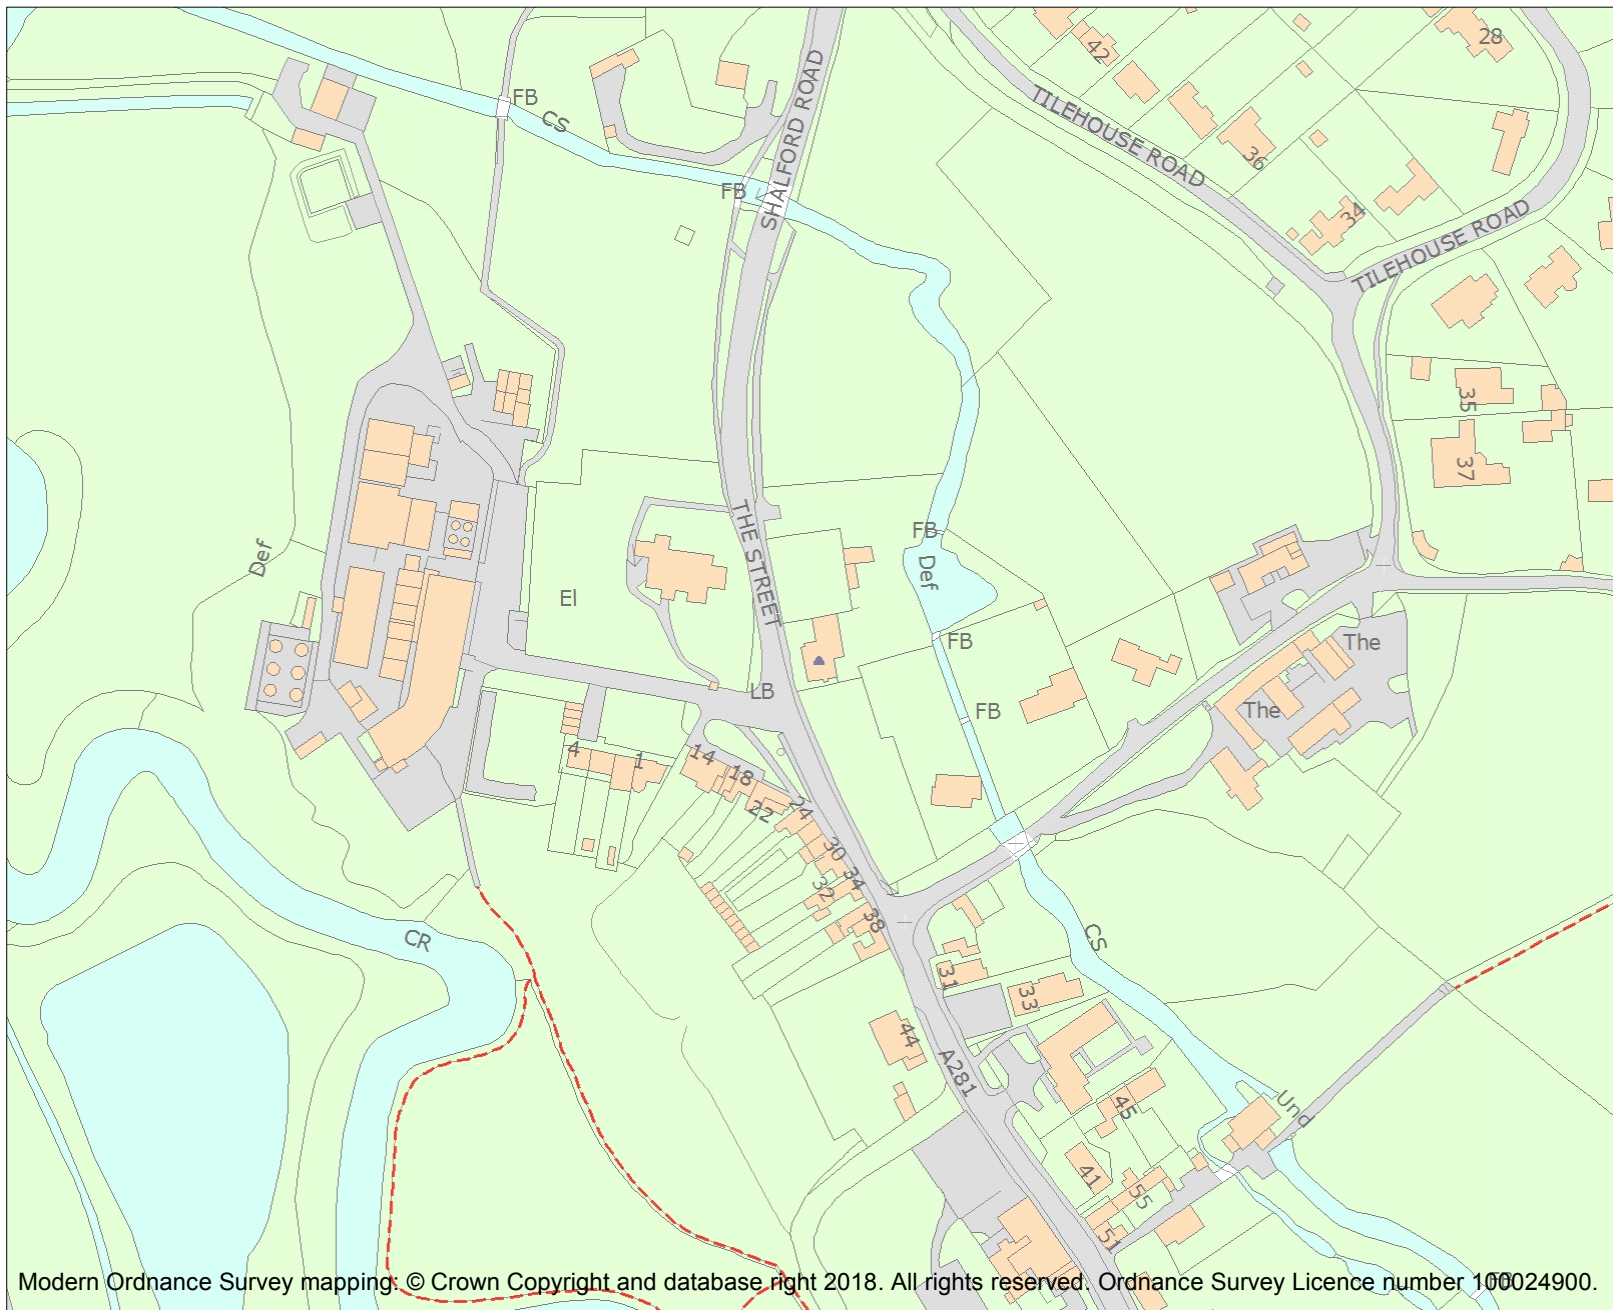 42
28
FB
CS
TILEHOUSE ROAD
36
SHALFORD ROAD
FB
34
TILEHOUSE ROAD
35
37
THE STREET
FB
Def
Def
El
FB
The
LB
FB
The
4
1
14
18
22
24
30
34
32
38
CR
CS
31
33
44
A281
45
Und
41
55
51
FB
Modern Ordnance Survey mapping: © Crown Copyright and database right 2018. All rights reserved. Ordnance Survey Licence number 100024900.